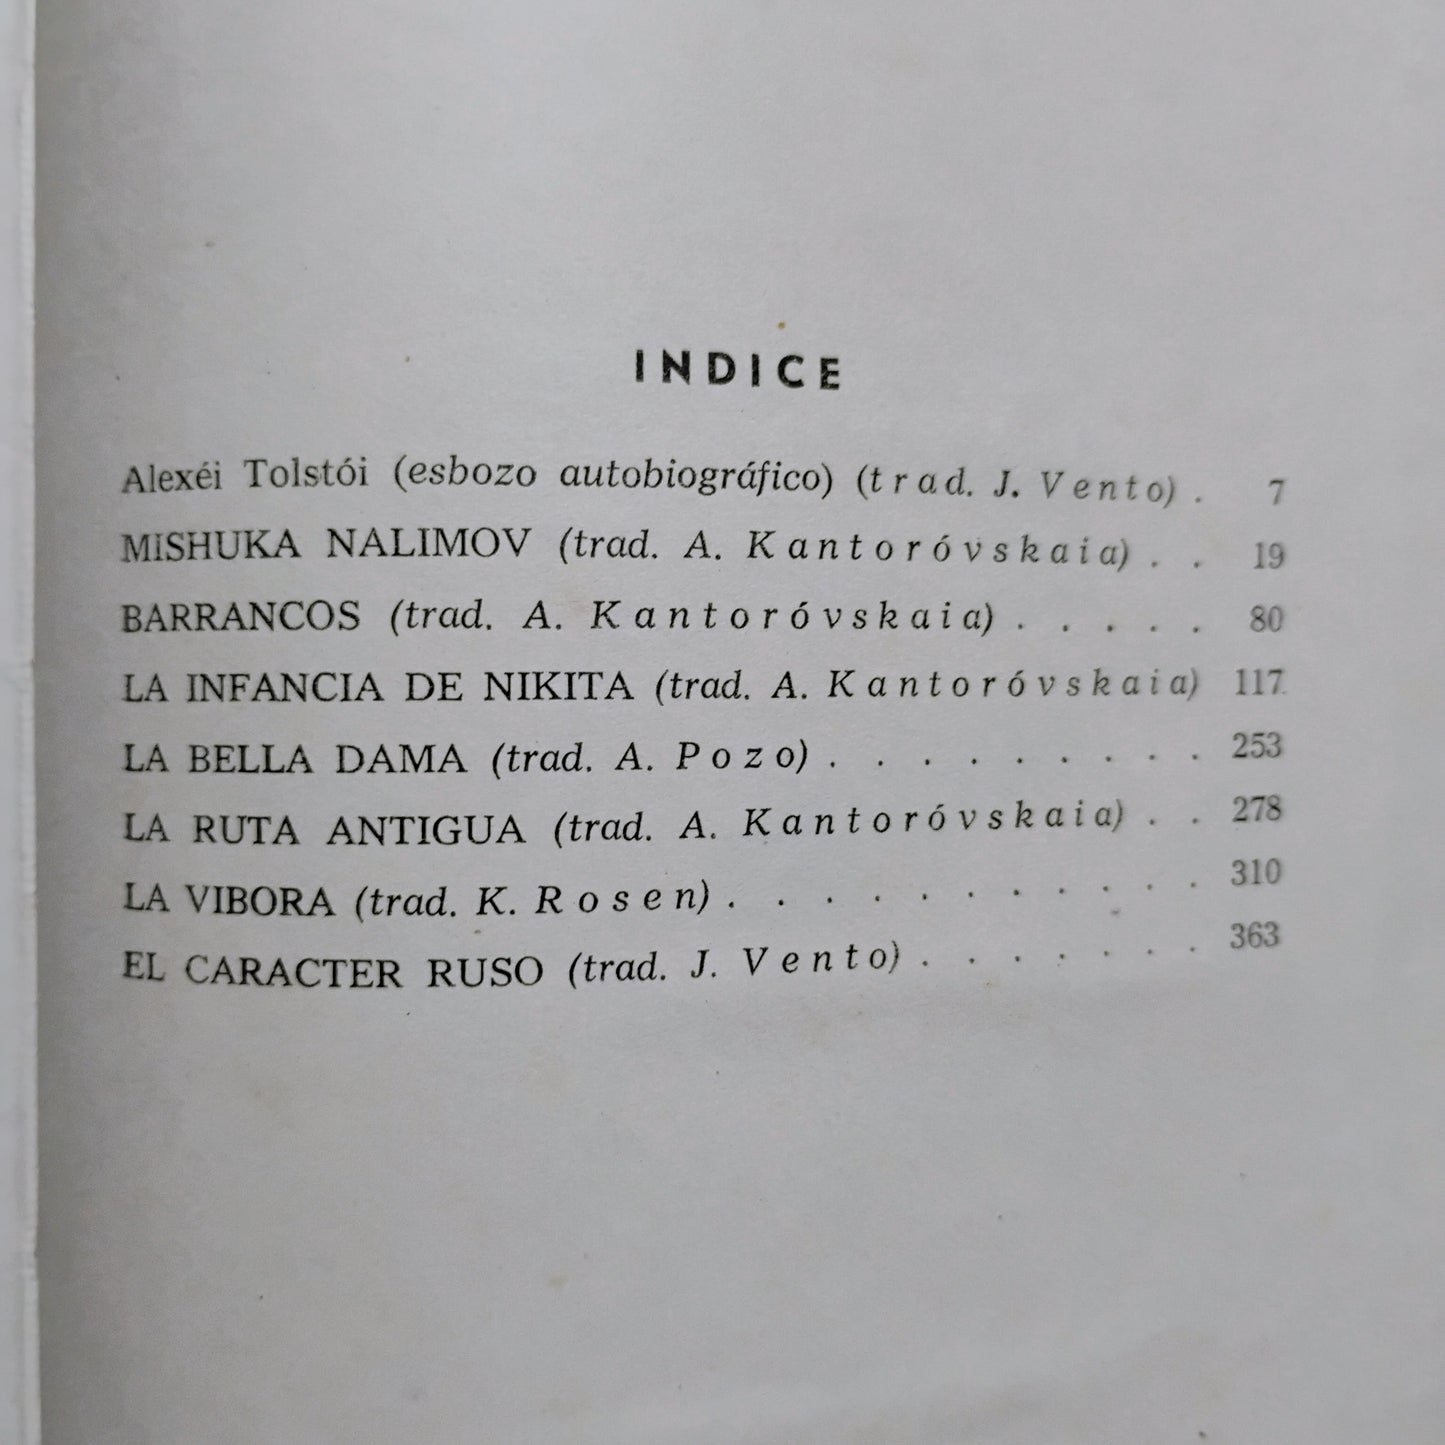 INDICE
Alexéi Tolstói (esbozo autobiográfico) (trad. J. Vento) . 7
MISHUKA NALIMOV (trad. A. Kantoróvskaia) . . 19
BARRANCOS (trad. A. Kantoróvskaia) . . . . . 80
LA INFANCIA DE NIKITA (trad. A. Kantoróvskaia) 117
LA BELLA DAMA (trad. A. Pozo) . . . . . . . . . 253
LA RUTA ANTIGUA (trad. A. Kantoróvskaia) . . 278
LA VIBORA (trad. K. Rosen) . . . . . . . . . . . 310
EL CARACTER RUSO (trad. J. Vento) . . . . . . . 363